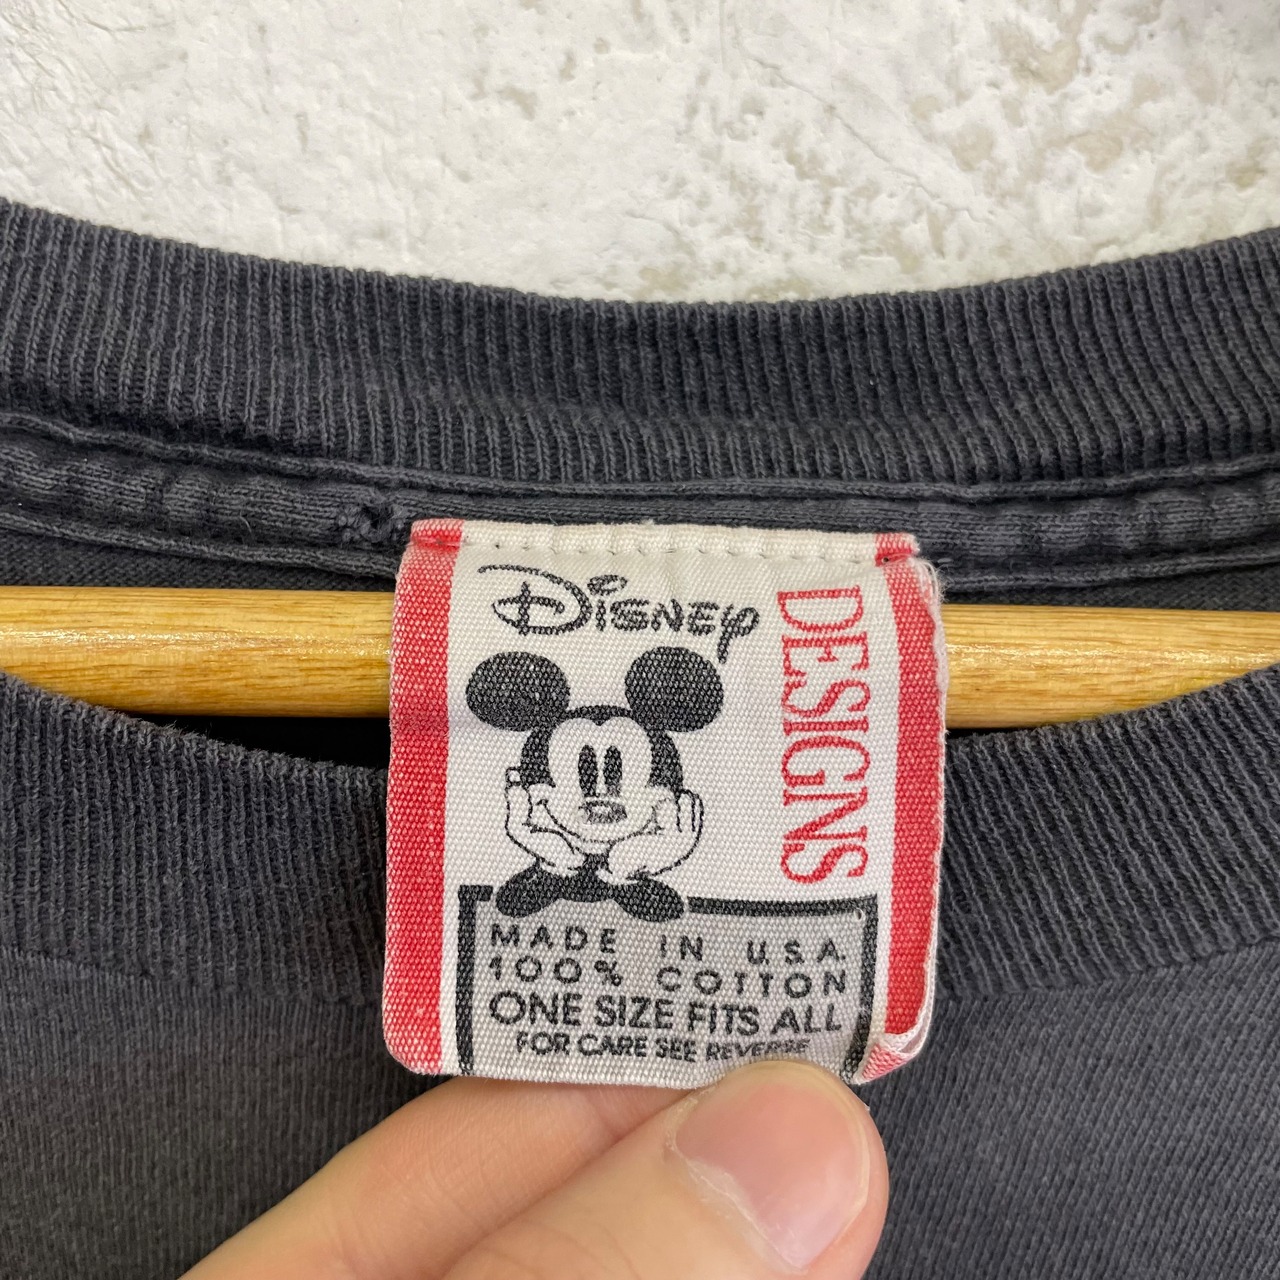 Disney
DESIGNS
MADE IN U.S.A.
100% COTTON
ONE SIZE FITS ALL
FOR CARE SEE REVERSE